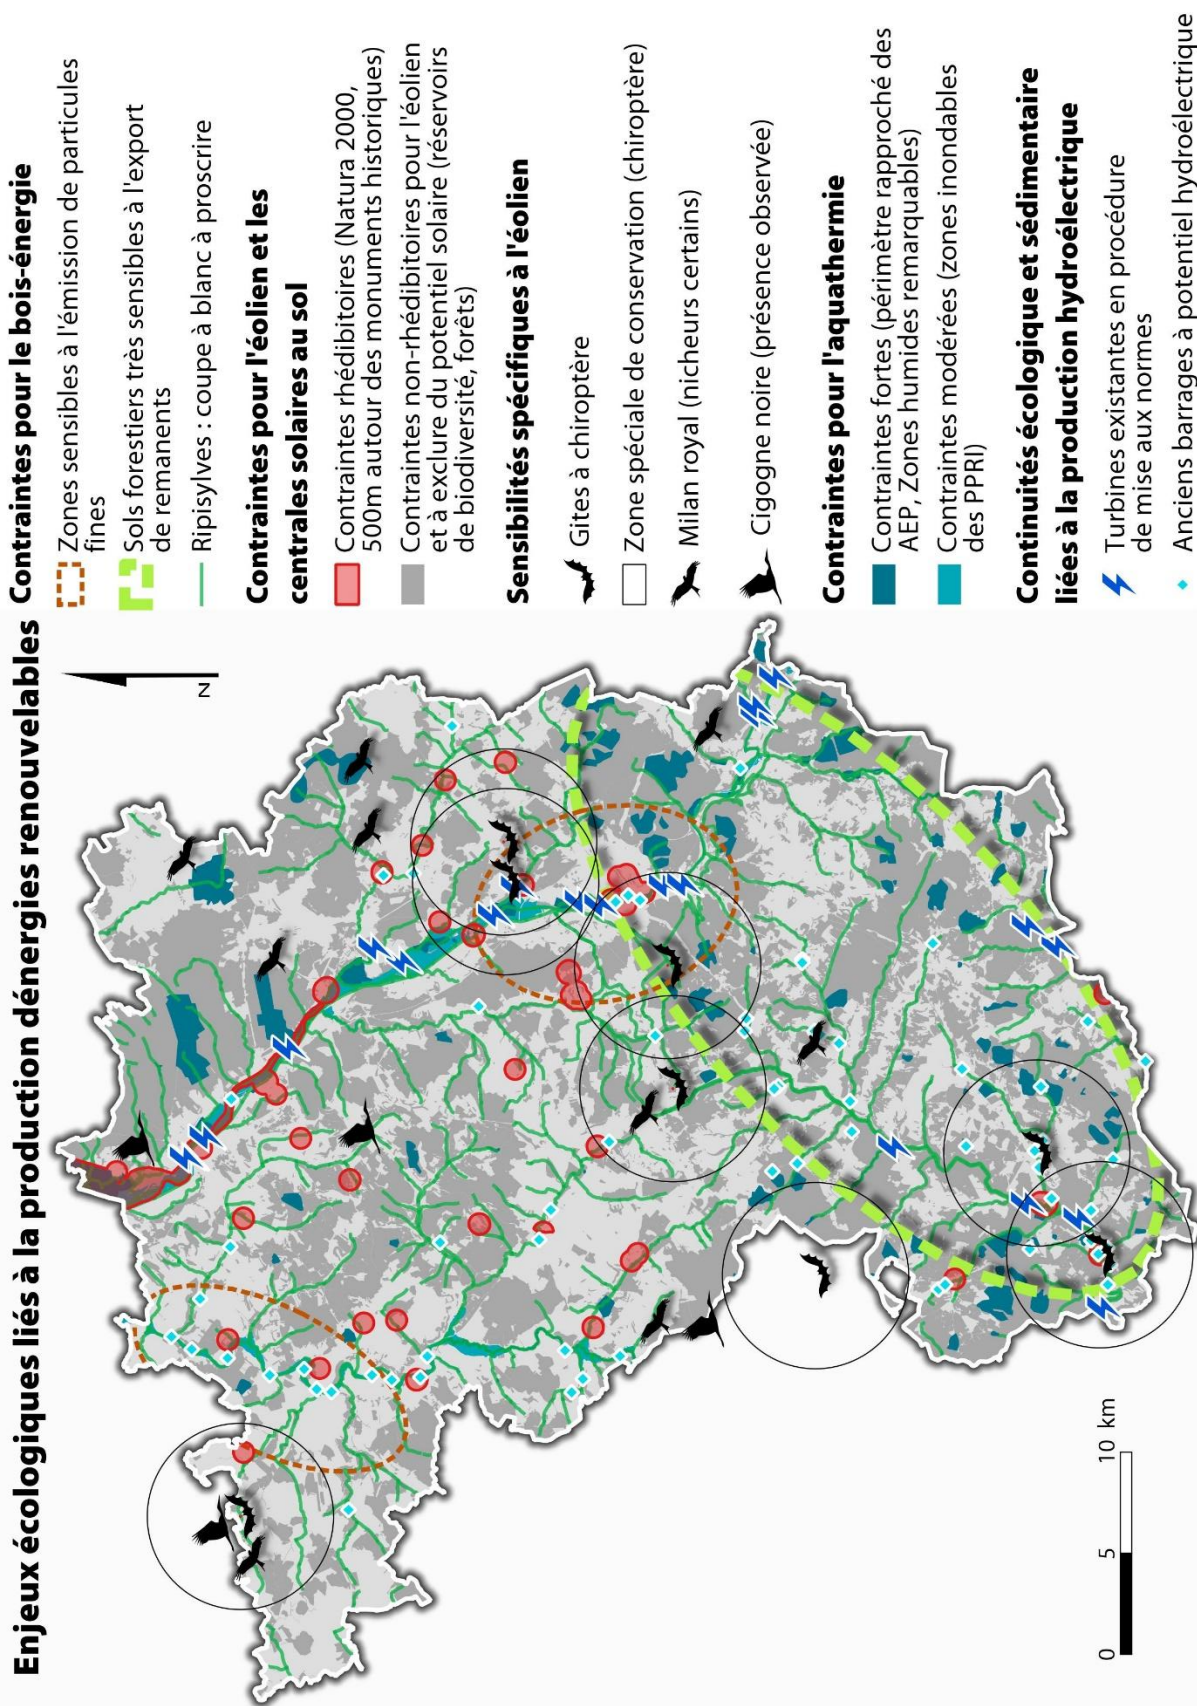 Enjeux écologiques liés à la production dénergies renouvelables
N
0 5 10 km
Contraintes pour le bois-énergie
Zones sensibles à l'émission de particules
fines
Sols forestiers très sensibles à l'export
de remanents
Ripisylves : coupe à blanc à proscrire
Contraintes pour l'éolien et les
centrales solaires au sol
Contraintes rhédibitoires (Natura 2000,
500m autour des monuments historiques)
Contraintes non-rhédibitoires pour l'éolien
et à exclure du potentiel solaire (réservoirs
de biodiversité, forêts)
Sensibilités spécifiques à l'éolien
Gites à chiroptère
Zone spéciale de conservation (chiroptère)
Milan royal (nicheurs certains)
Cigogne noire (présence observée)
Contraintes pour l'aquathermie
Contraintes fortes (périmètre rapproché des
AEP, Zones humides remarquables)
Contraintes modérées (zones inondables
des PPRI)
Continuités écologique et sédimentaire
liées à la production hydroélectrique
Turbines existantes en procédure
de mise aux normes
Anciens barrages à potentiel hydroélectrique